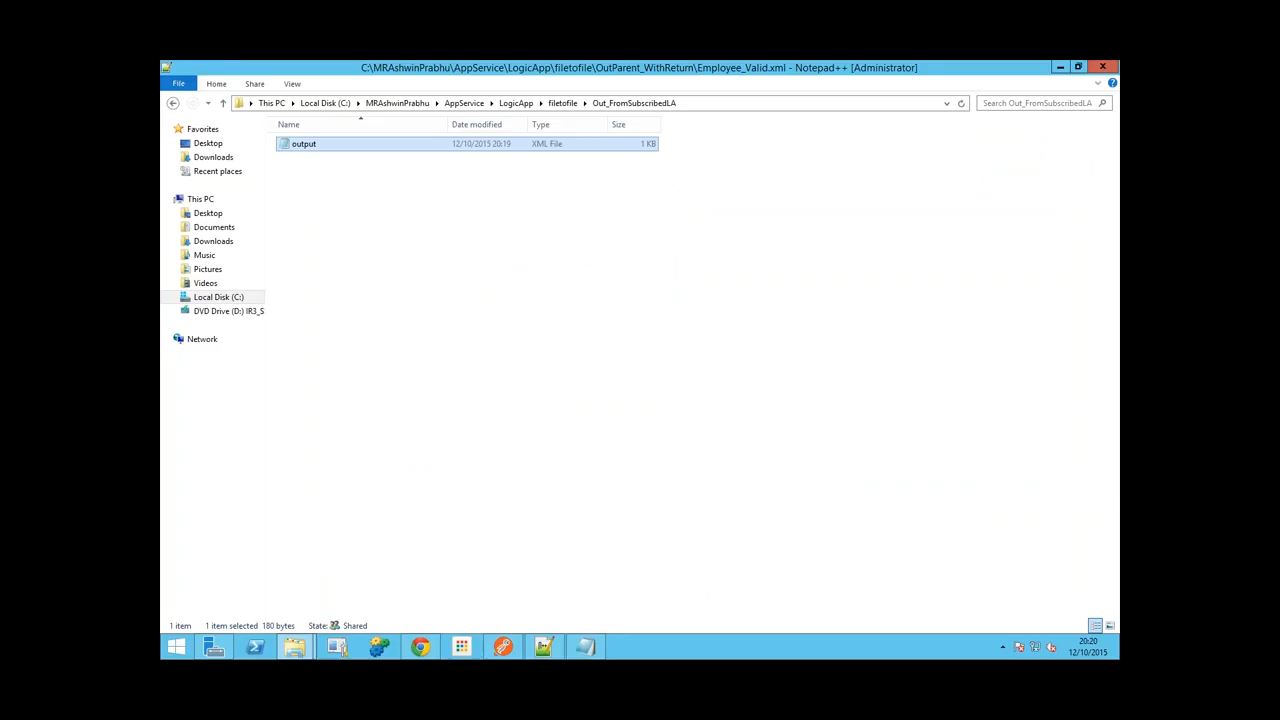 C:\MRAshwinPrabhu\AppService\LogicApp\filetofile\OutParent_WithReturn\Employee_Valid.xml - Notepad++ [Administrator]
File Home Share View
This PC Local Disk (C:) MRAshwinPrabhu AppService LogicApp filetofile Out_FromSubscribedLA Search Out_FromSubscribedLA
Name Date modified Type Size
output 12/10/2015 20:19 XML File 1 KB
Favorites
Desktop
Downloads
Recent places
This PC
Desktop
Documents
Downloads
Music
Pictures
Videos
Local Disk (C:)
DVD Drive (D:) IR3_S
Network
1 item 1 item selected 180 bytes State: Shared
20:20
12/10/2015